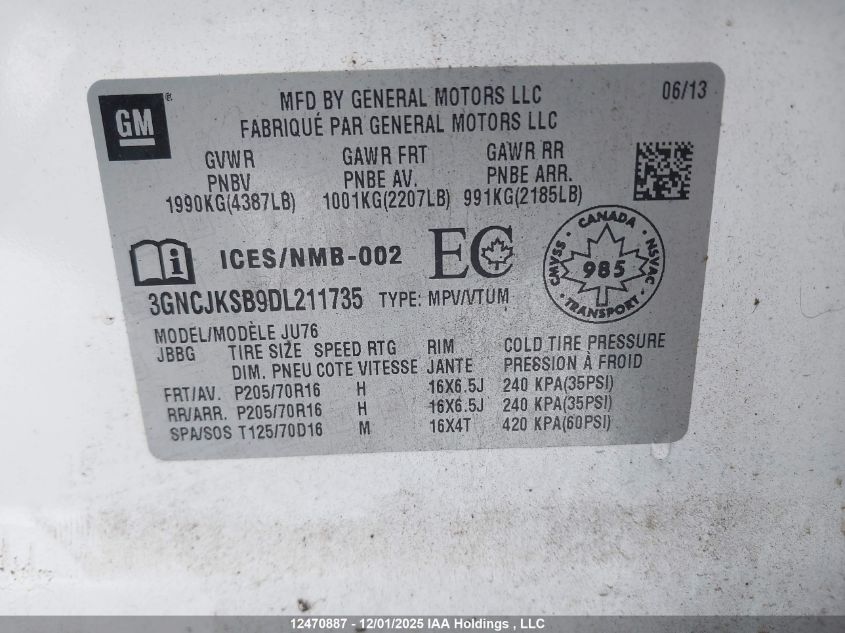 GM®
MFD BY GENERAL MOTORS LLC 06/13
FABRIQUÉ PAR GENERAL MOTORS LLC
GVWR GAWR FRT GAWR RR
PNBV PNBE AV. PNBE ARR.
1990KG(4387LB) 1001KG(2207LB) 991KG(2185LB)
i ICES/NMB-002 EC
CANADA
CMVSS 985 NSVAC
TRANSPORT
3GNCJKSB9DL211735 TYPE: MPV/VTUM
MODEL/MODÈLE JU76
JBBG TIRE SIZE SPEED RTG RIM COLD TIRE PRESSURE
DIM. PNEU COTE VITESSE JANTE PRESSION À FROID
FRT/AV. P205/70R16 H 16X6.5J 240 KPA(35PSI)
RR/ARR. P205/70R16 H 16X6.5J 240 KPA(35PSI)
SPA/SOS T125/70D16 M 16X4T 420 KPA(60PSI)
12470887 - 12/01/2025 IAA Holdings , LLC